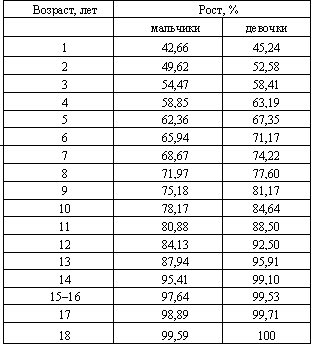 Возраст, лет Рост, %
мальчики девочки
1 42,66 45,24
2 49,62 52,58
3 54,47 58,41
4 58,85 63,19
5 62,36 67,35
6 65,94 71,17
7 68,67 74,22
8 71,97 77,60
9 75,18 81,17
10 78,17 84,64
11 80,88 88,50
12 84,13 92,50
13 87,94 95,91
14 95,41 99,10
15–16 97,64 99,53
17 98,89 99,71
18 99,59 100